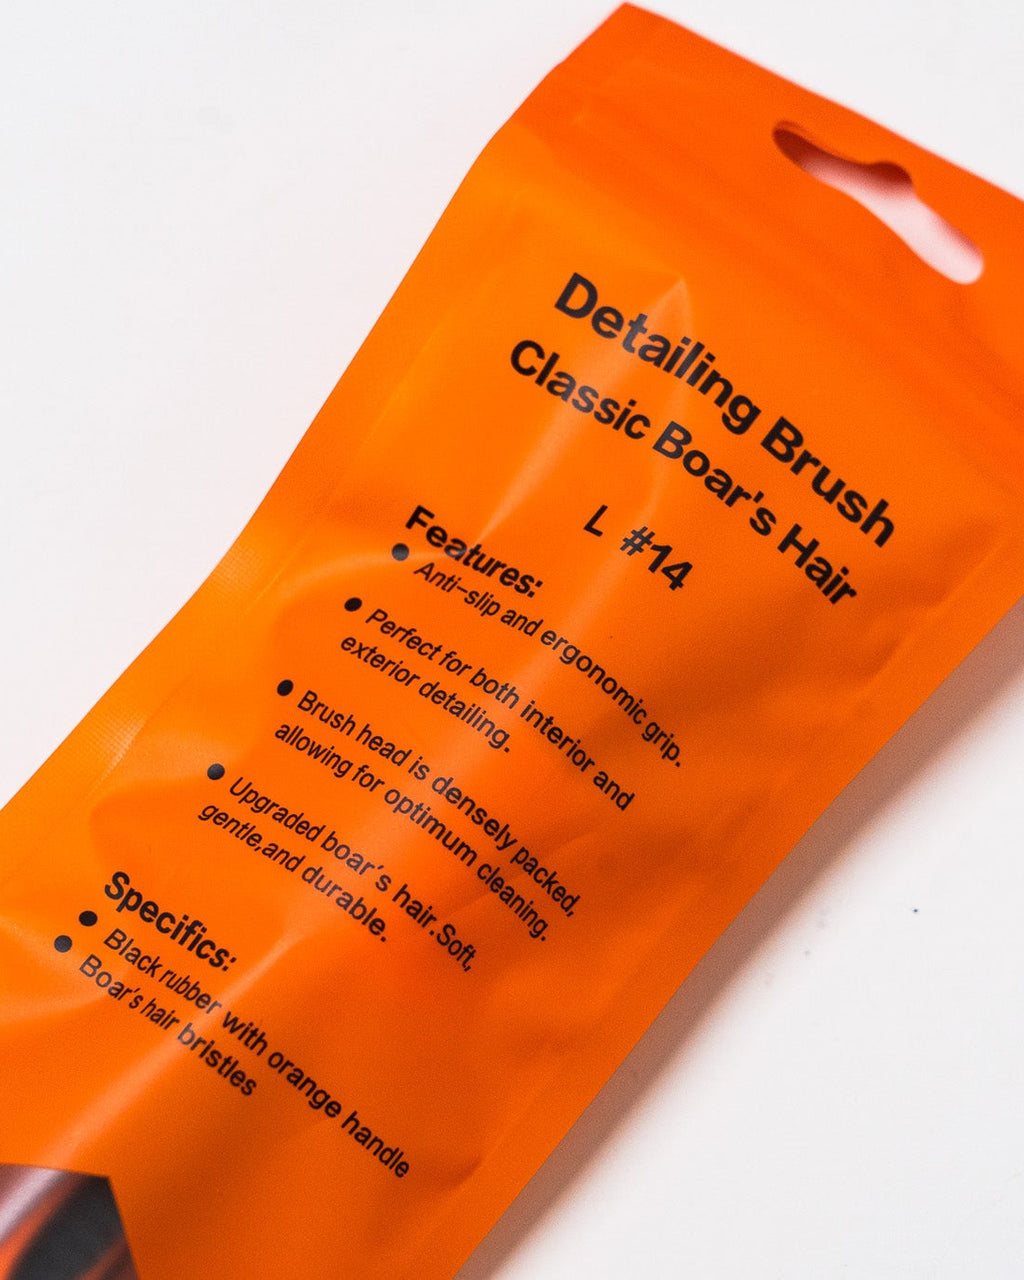 Detailing Brush
Classic Boar's Hair
L #14
Features:
● Anti-slip and ergonomic grip.
● Perfect for both interior and
exterior detailing.
● Brush head is densely packed,
allowing for optimum cleaning.
● Upgraded boar's hair.Soft,
gentle,and durable.
Specifics:
● Black rubber with orange handle
● Boar's hair bristles